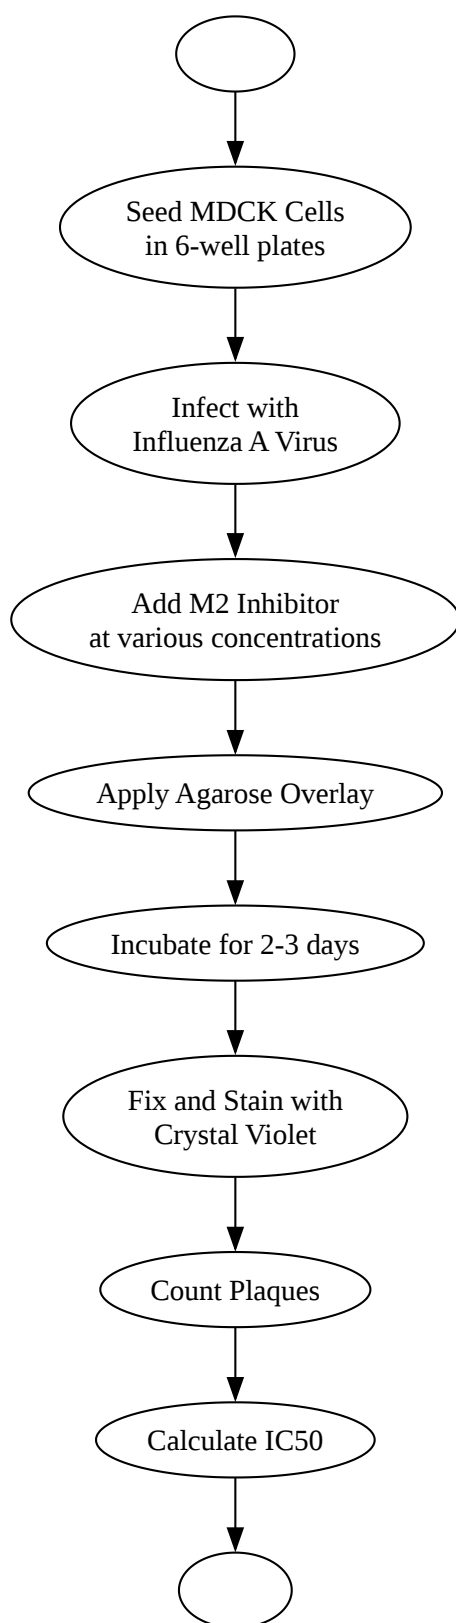 Seed MDCK Cells
in 6-well plates
Infect with
Influenza A Virus
Add M2 Inhibitor
at various concentrations
Apply Agarose Overlay
Incubate for 2-3 days
Fix and Stain with
Crystal Violet
Count Plaques
Calculate IC50